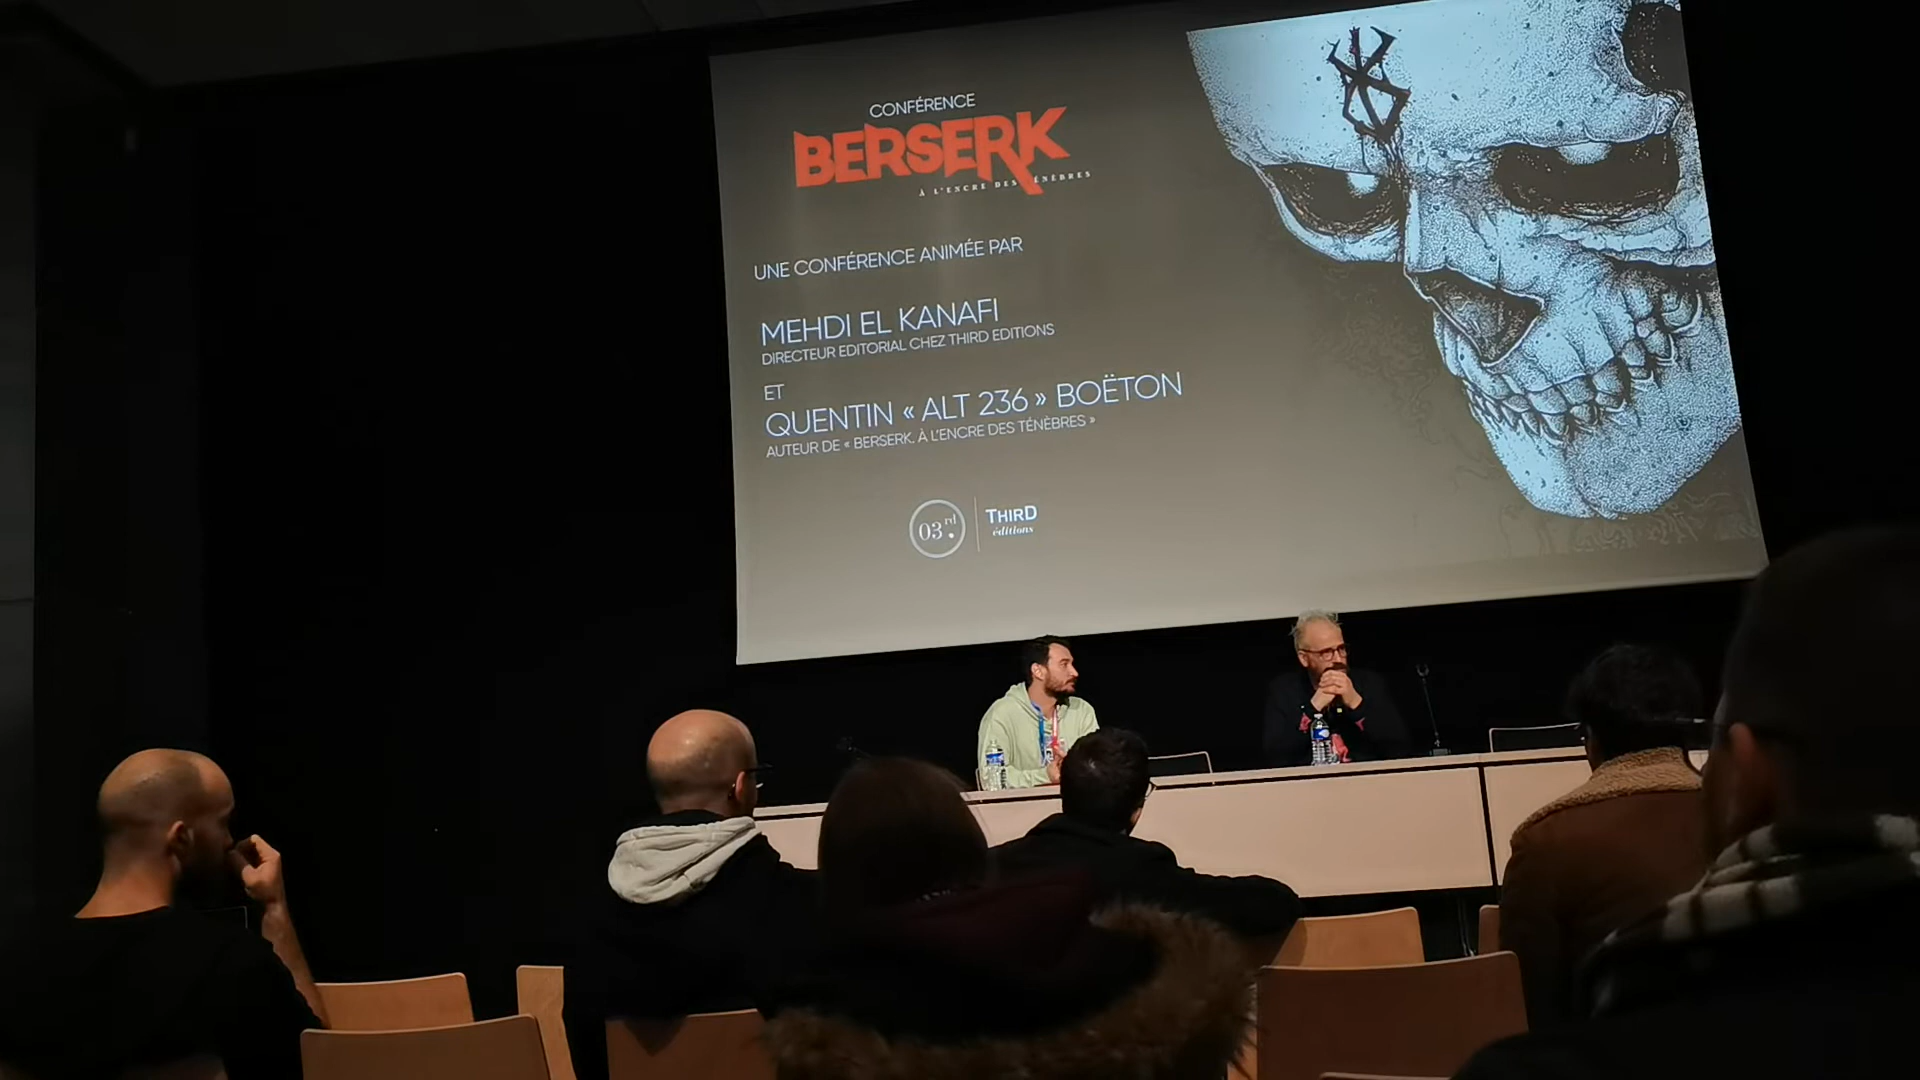 CONFÉRENCE
BERSERK
À L'ENCRE DES TÉNÈBRES
UNE CONFÉRENCE ANIMÉE PAR
MEHDI EL KANAFI
DIRECTEUR EDITORIAL CHEZ THIRD EDITIONS
ET
QUENTIN « ALT 236 » BOËTON
AUTEUR DE « BERSERK. À L'ENCRE DES TÉNÈBRES »
03rd.
THIRD
éditions